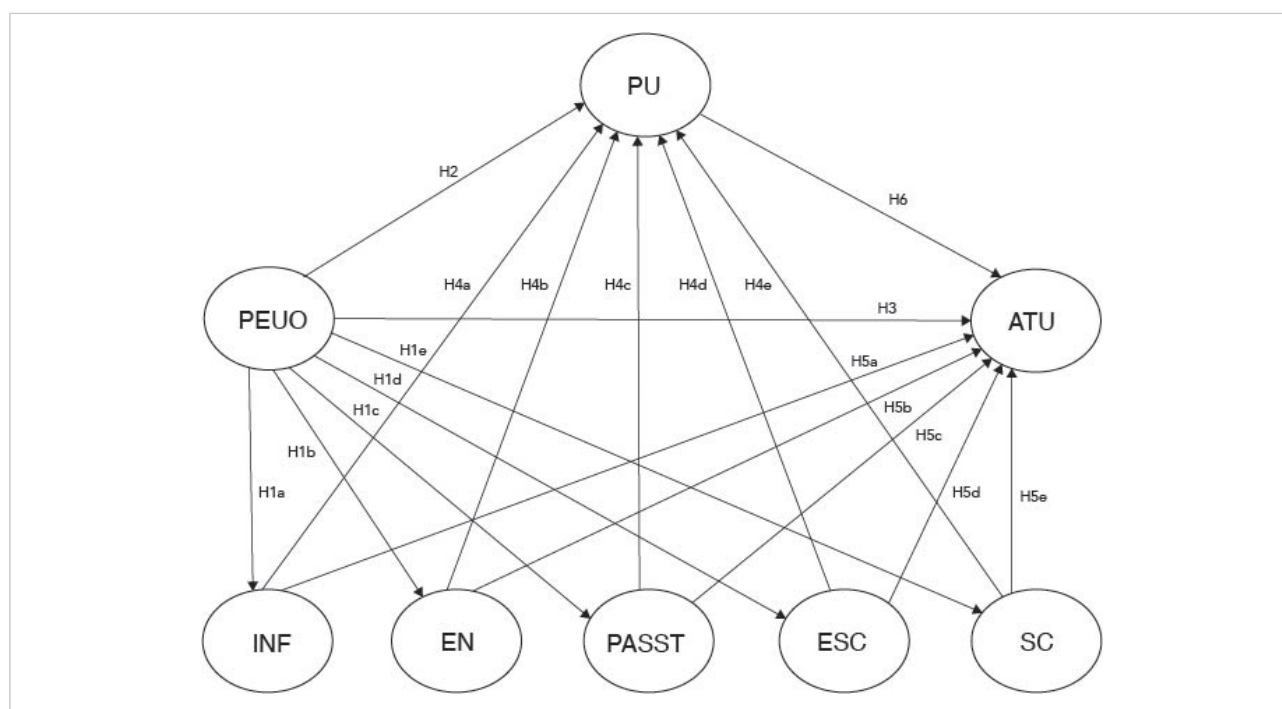 PU
H2
H6
H4a
H4b
H4c
H4d
H4e
PEUO
H3
ATU
H1e
H1d
H5a
H1c
H5b
H5c
H1b
H1a
H5d
H5e
INF
EN
PASST
ESC
SC